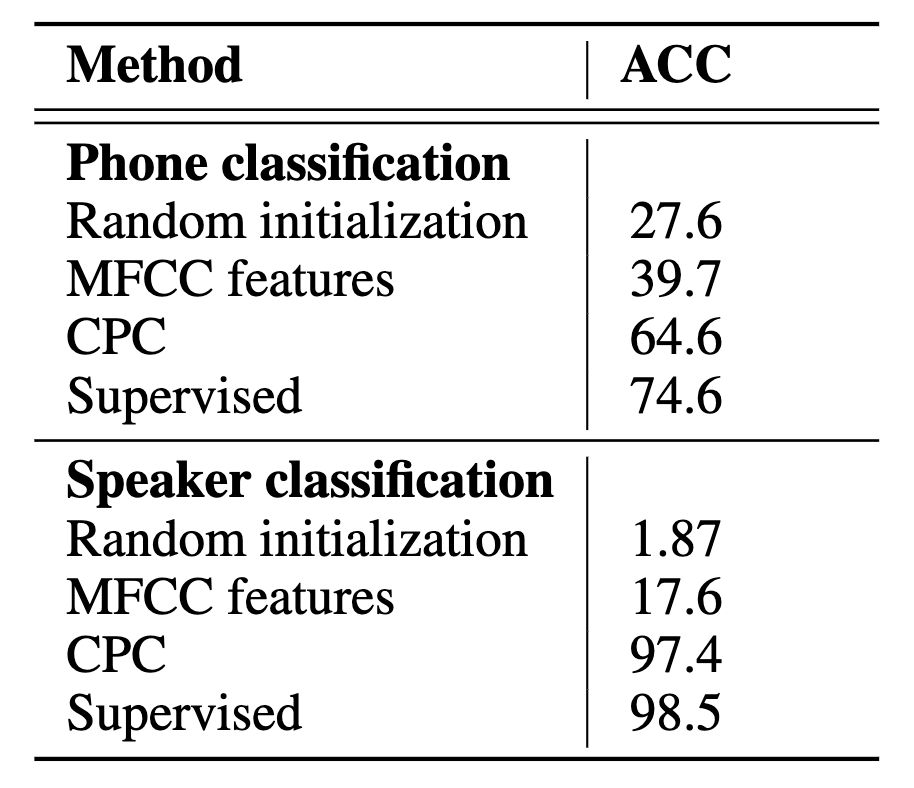 Method ACC
Phone classification
Random initialization 27.6
MFCC features 39.7
CPC 64.6
Supervised 74.6
Speaker classification
Random initialization 1.87
MFCC features 17.6
CPC 97.4
Supervised 98.5